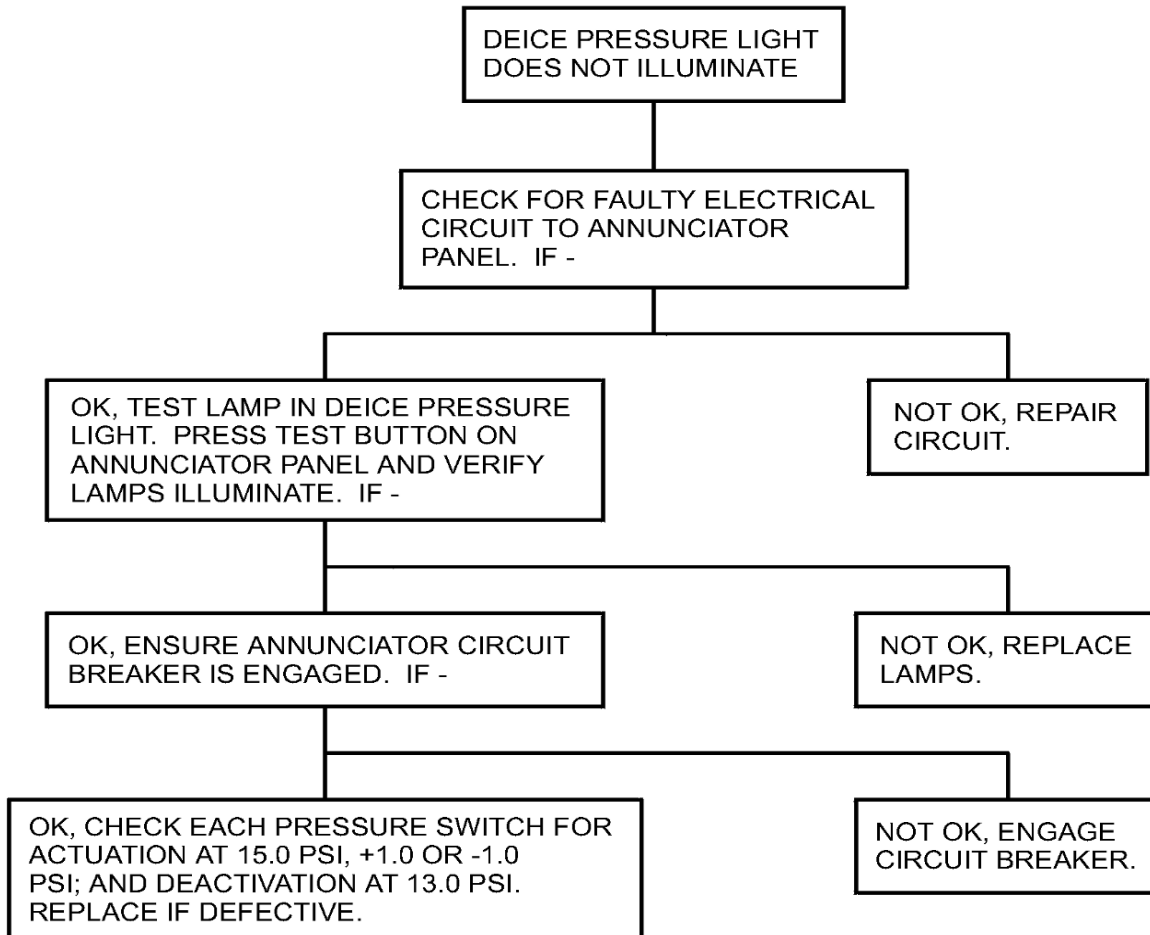 DEICE PRESSURE LIGHT
DOES NOT ILLUMINATE
CHECK FOR FAULTY ELECTRICAL
CIRCUIT TO ANNUNCIATOR
PANEL. IF -
OK, TEST LAMP IN DEICE PRESSURE
LIGHT. PRESS TEST BUTTON ON
ANNUNCIATOR PANEL AND VERIFY
LAMPS ILLUMINATE. IF -
NOT OK, REPAIR
CIRCUIT.
OK, ENSURE ANNUNCIATOR CIRCUIT
BREAKER IS ENGAGED. IF -
NOT OK, REPLACE
LAMPS.
OK, CHECK EACH PRESSURE SWITCH FOR
ACTUATION AT 15.0 PSI, +1.0 OR -1.0
PSI; AND DEACTIVATION AT 13.0 PSI.
REPLACE IF DEFECTIVE.
NOT OK, ENGAGE
CIRCUIT BREAKER.